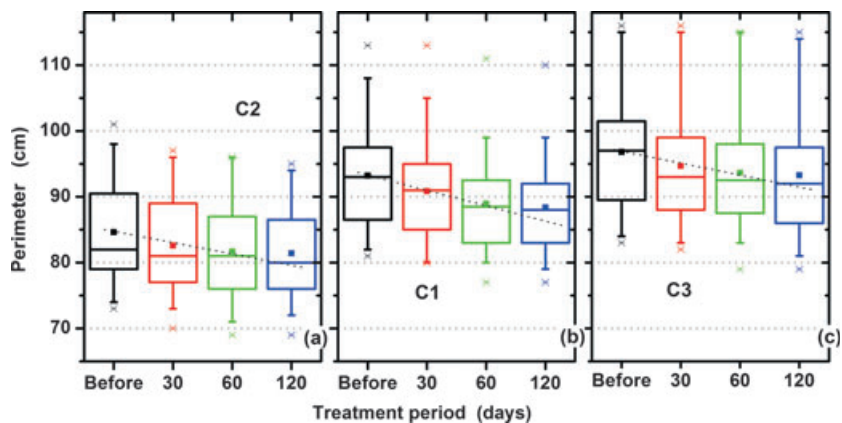 110
100
90
80
70
Perimeter (cm)
C2
(a)
C1
(b)
C3
(c)
Before 30 60 120
Before 30 60 120
Before 30 60 120
Treatment period (days)